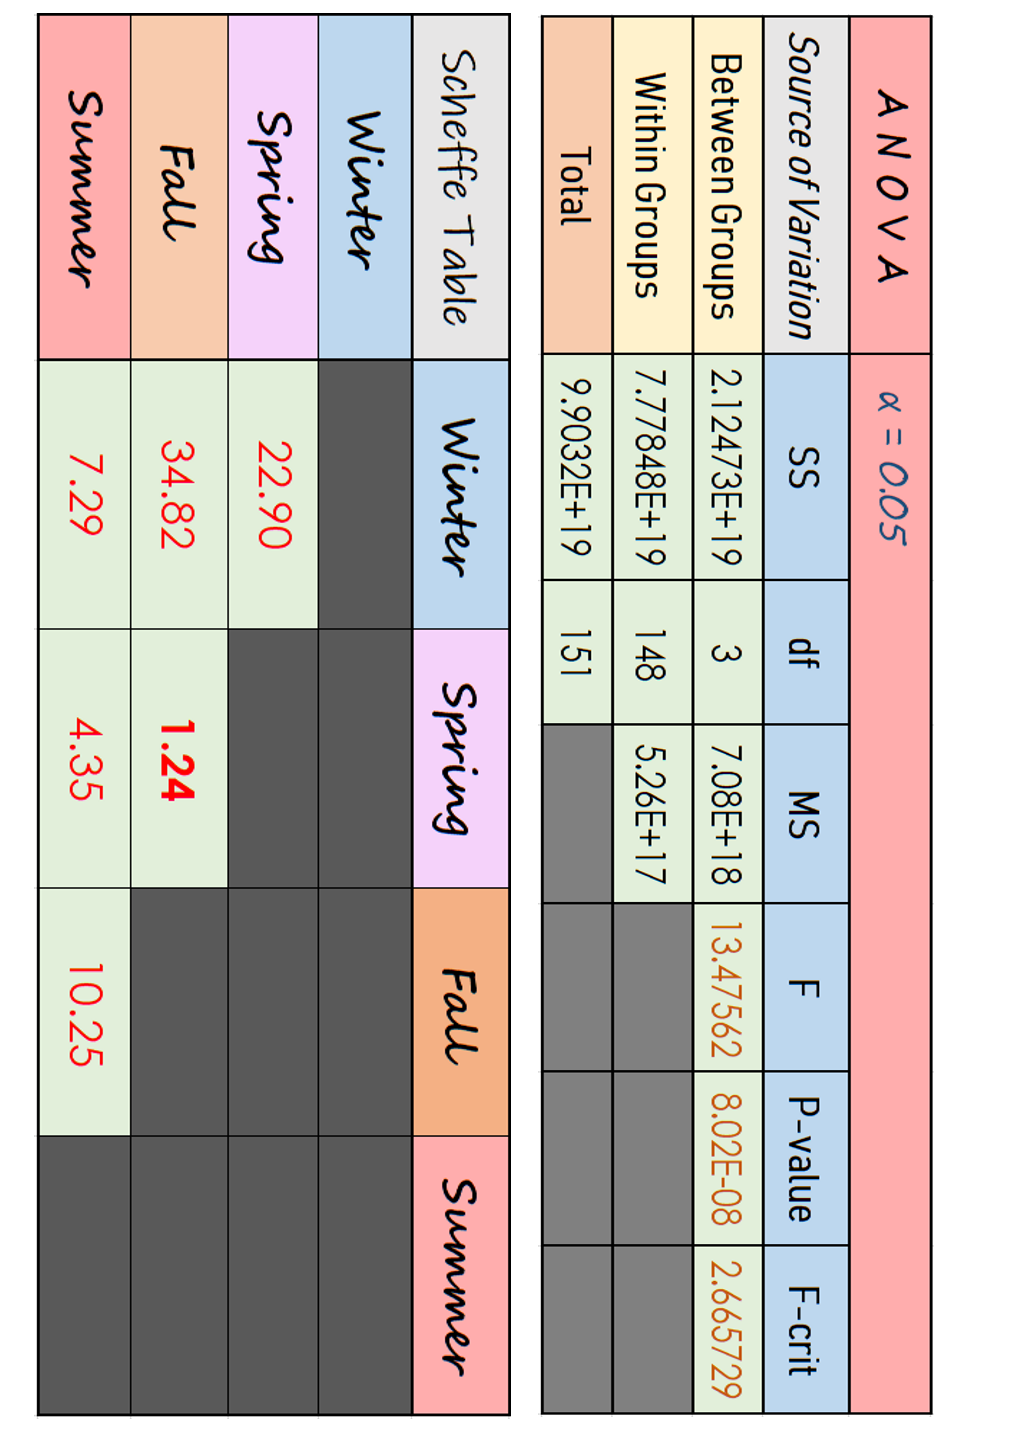 A N O V A α = 0.05
Source of Variation SS df MS F P-value F-crit
Between Groups 2.12473E+19 3 7.08E+18 13.47562 8.02E-08 2.665729
Within Groups 7.77848E+19 148 5.26E+17
Total 9.9032E+19 151
Scheffe Table Winter Spring Fall Summer
Winter
Spring 22.90
Fall 34.82 1.24
Summer 7.29 4.35 10.25